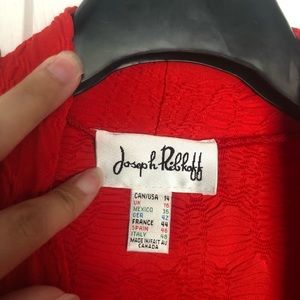 Joseph Ribkoff
CAN/USA 14
UK 16
MEXICO 36
GER 42
FRANCE 44
SPAIN 46
ITALY 48
MADE IN/FAIT AU
CANADA